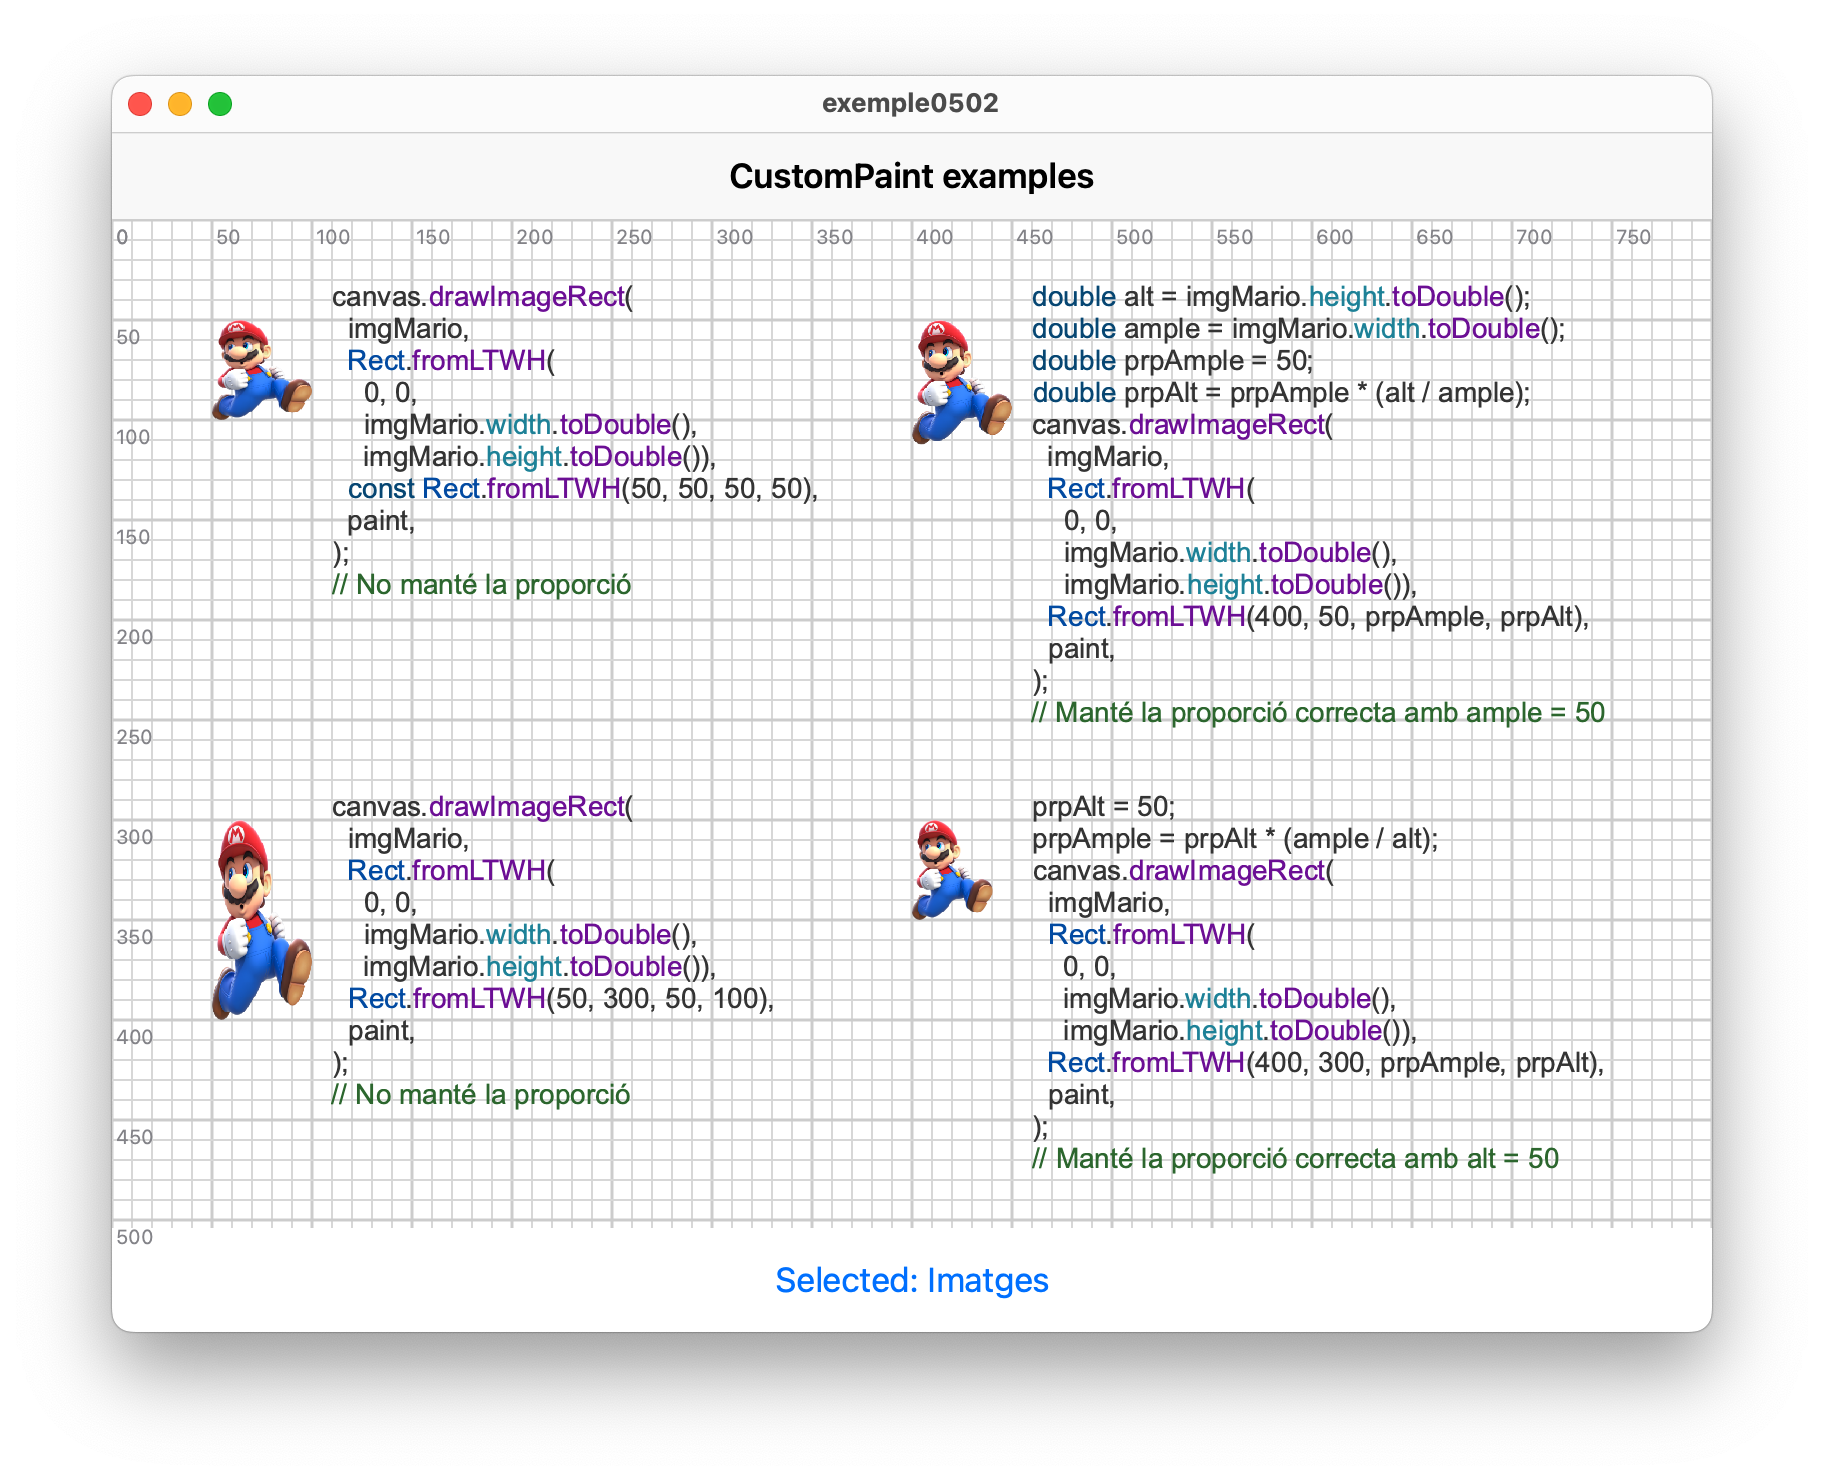 exemple0502
CustomPaint examples
0 50 100 150 200 250 300 350 400 450 500 550 600 650 700 750
50
100
150
200
250
300
350
400
450
500
canvas.drawImageRect(
imgMario,
Rect.fromLTWH(
0, 0,
imgMario.width.toDouble(),
imgMario.height.toDouble()),
const Rect.fromLTWH(50, 50, 50, 50),
paint,
);
// No manté la proporció
double alt = imgMario.height.toDouble();
double ample = imgMario.width.toDouble();
double prpAmple = 50;
double prpAlt = prpAmple * (alt / ample);
canvas.drawImageRect(
imgMario,
Rect.fromLTWH(
0, 0,
imgMario.width.toDouble(),
imgMario.height.toDouble()),
Rect.fromLTWH(400, 50, prpAmple, prpAlt),
paint,
);
// Manté la proporció correcta amb ample = 50
canvas.drawImageRect(
imgMario,
Rect.fromLTWH(
0, 0,
imgMario.width.toDouble(),
imgMario.height.toDouble()),
Rect.fromLTWH(50, 300, 50, 100),
paint,
);
// No manté la proporció
prpAlt = 50;
prpAmple = prpAlt * (ample / alt);
canvas.drawImageRect(
imgMario,
Rect.fromLTWH(
0, 0,
imgMario.width.toDouble(),
imgMario.height.toDouble()),
Rect.fromLTWH(400, 300, prpAmple, prpAlt),
paint,
);
// Manté la proporció correcta amb alt = 50
Selected: Imatges